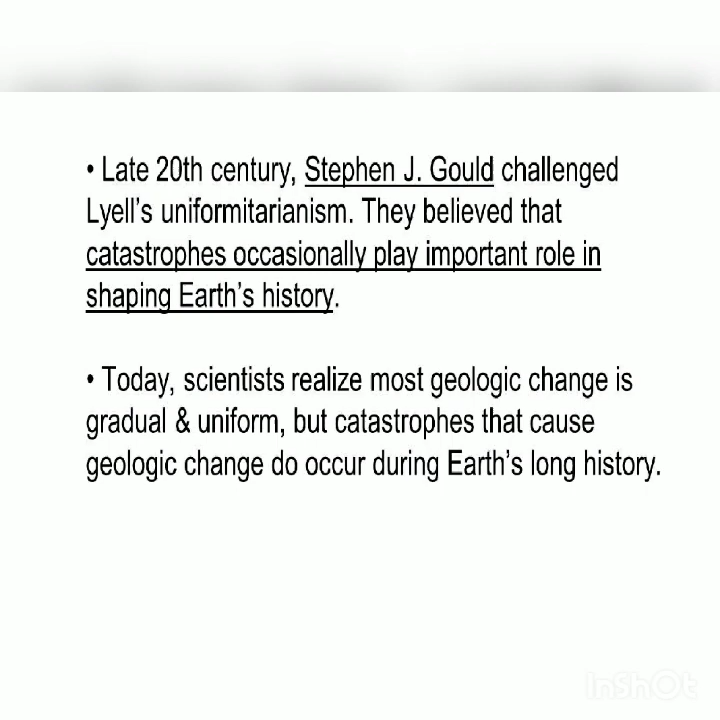 • Late 20th century, Stephen J. Gould challenged
Lyell’s uniformitarianism. They believed that
catastrophes occasionally play important role in
shaping Earth’s history.
• Today, scientists realize most geologic change is
gradual & uniform, but catastrophes that cause
geologic change do occur during Earth’s long history.
InShOt